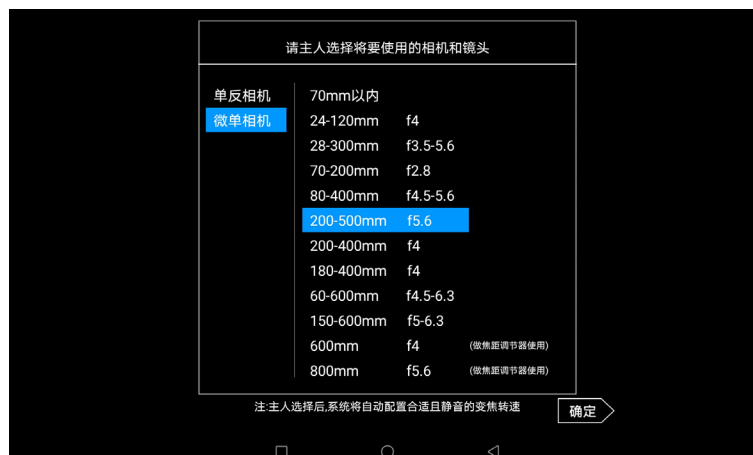 请主人选择将要使用的相机和镜头
单反相机
微单相机
70mm以内
24-120mm f4
28-300mm f3.5-5.6
70-200mm f2.8
80-400mm f4.5-5.6
200-500mm f5.6
200-400mm f4
180-400mm f4
60-600mm f4.5-6.3
150-600mm f5-6.3
600mm f4 (做焦距调节器使用)
800mm f5.6 (做焦距调节器使用)
注:主人选择后,系统将自动配置合适且静音的变焦转速
确定